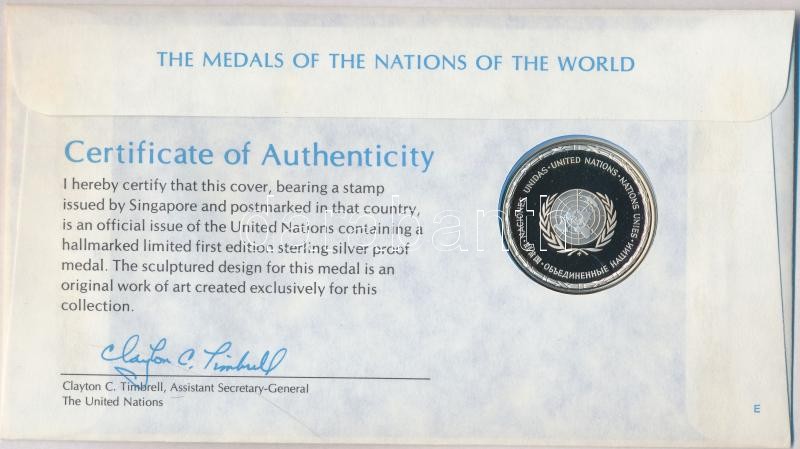 THE MEDALS OF THE NATIONS OF THE WORLD
Certificate of Authenticity
I hereby certify that this cover, bearing a stamp
issued by Singapore and postmarked in that country,
is an official issue of the United Nations containing a
hallmarked limited first edition sterling silver proof
medal. The sculptured design for this medal is an
original work of art created exclusively for this
collection.
Clayton C. Timbrell
Clayton C. Timbrell, Assistant Secretary-General
The United Nations
NACIONES UNIDAS · UNITED NATIONS · NATIONS UNIES · ОБЪЕДИНЕННЫЕ НАЦИИ ·
darabanth
E